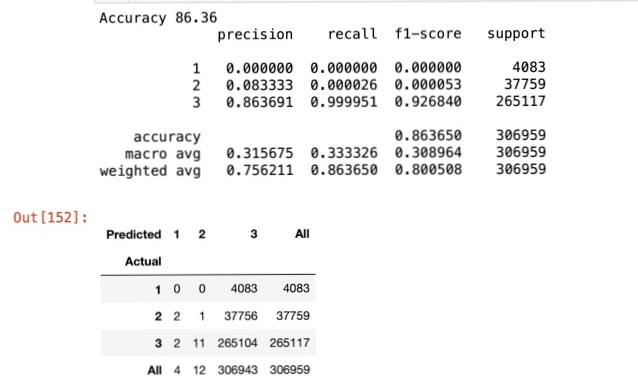 Accuracy 86.36
precision recall f1-score support
1 0.000000 0.000000 0.000000 4083
2 0.083333 0.000026 0.000053 37759
3 0.863691 0.999951 0.926840 265117
accuracy 0.863650 306959
macro avg 0.315675 0.333326 0.308964 306959
weighted avg 0.756211 0.863650 0.800508 306959
Out[152]:
Predicted 1 2 3 All
Actual
1 0 0 4083 4083
2 2 1 37756 37759
3 2 11 265104 265117
All 4 12 306943 306959